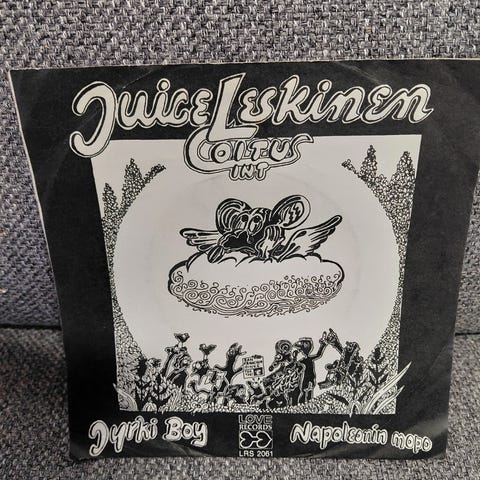 Juice Leskinen
Coitus
Int
Jyrki Boy
LOVE
RECORDS
LRS 2061
Napoleonin mopo